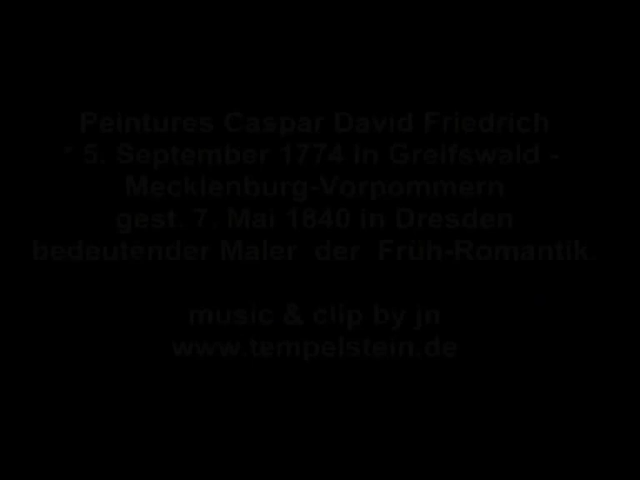 Peintures Caspar David Friedrich
* 5. September 1774 in Greifswald -
Mecklenburg-Vorpommern
gest. 7. Mai 1840 in Dresden
bedeutender Maler der Früh-Romantik.
music & clip by jn
www.tempelstein.de